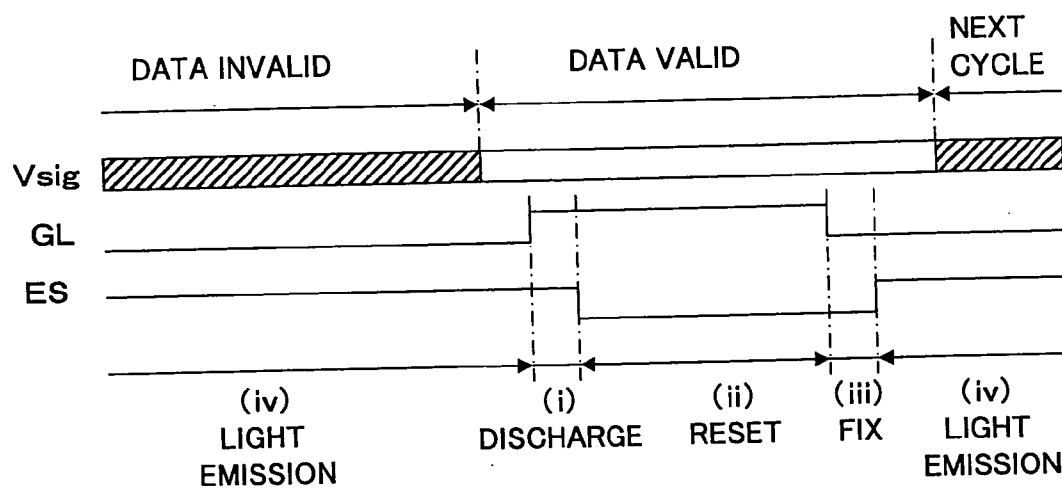 DATA INVALID
DATA VALID
NEXT
CYCLE
Vsig
GL
ES
(iv)
LIGHT
EMISSION
(i)
DISCHARGE
(ii)
RESET
(iii)
FIX
(iv)
LIGHT
EMISSION